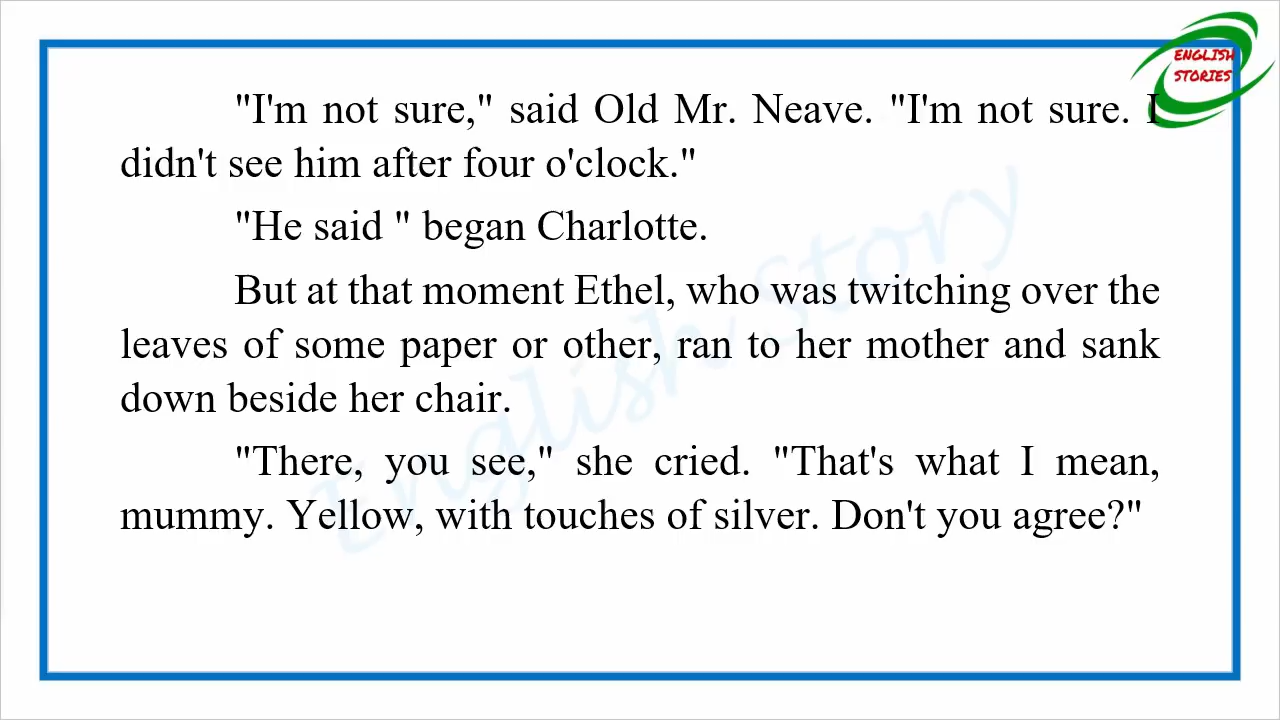 ENGLISH
STORIES
"I'm not sure," said Old Mr. Neave. "I'm not sure. I
didn't see him after four o'clock."
"He said " began Charlotte.
But at that moment Ethel, who was twitching over the
leaves of some paper or other, ran to her mother and sank
down beside her chair.
"There, you see," she cried. "That's what I mean,
mummy. Yellow, with touches of silver. Don't you agree?"
English story